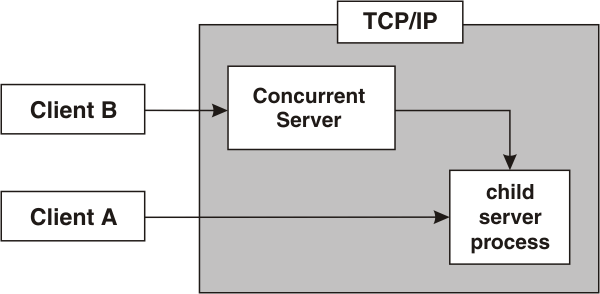 TCP/IP
Client B
Concurrent
Server
Client A
child
server
process